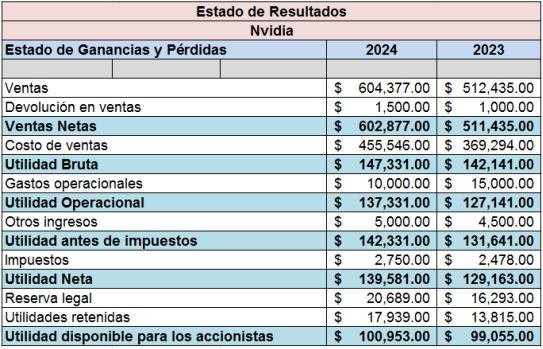 Estado de Resultados
Nvidia
Estado de Ganancias y Pérdidas 2024 2023
Ventas $ 604,377.00 $ 512,435.00
Devolución en ventas $ 1,500.00 $ 1,000.00
Ventas Netas $ 602,877.00 $ 511,435.00
Costo de ventas $ 455,546.00 $ 369,294.00
Utilidad Bruta $ 147,331.00 $ 142,141.00
Gastos operacionales $ 10,000.00 $ 15,000.00
Utilidad Operacional $ 137,331.00 $ 127,141.00
Otros ingresos $ 5,000.00 $ 4,500.00
Utilidad antes de impuestos $ 142,331.00 $ 131,641.00
Impuestos $ 2,750.00 $ 2,478.00
Utilidad Neta $ 139,581.00 $ 129,163.00
Reserva legal $ 20,689.00 $ 16,293.00
Utilidades retenidas $ 17,939.00 $ 13,815.00
Utilidad disponible para los accionistas $ 100,953.00 $ 99,055.00